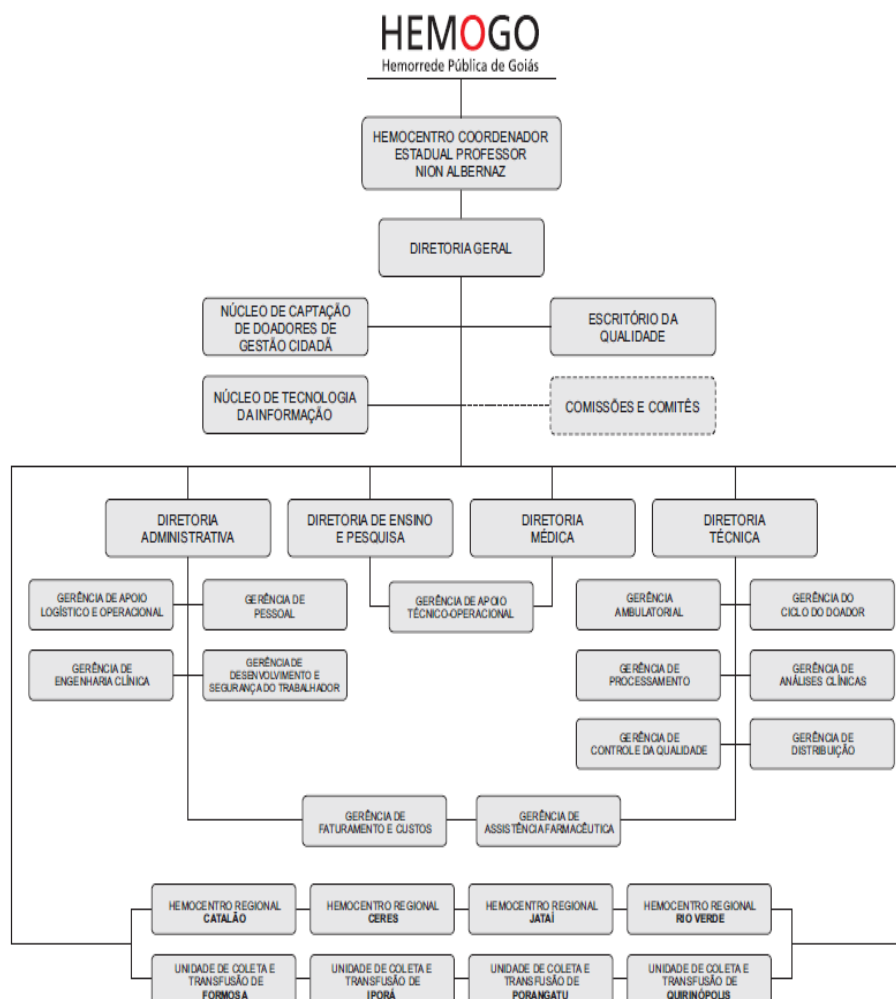 HEMOGO
Hemorrede Pública de Goiás
HEMOCENTRO COORDENADOR
ESTADUAL PROFESSOR
NION ALBERNAZ
DIRETORIA GERAL
NÚCLEO DE CAPTAÇÃO
DE DOADORES DE
GESTÃO CIDADÃ
ESCRITÓRIO DA
QUALIDADE
NÚCLEO DE TECNOLOGIA
DA INFORMAÇÃO
COMISSÕES E COMITÊS
DIRETORIA
ADMINISTRATIVA
DIRETORIA DE ENSINO
E PESQUISA
DIRETORIA
MÉDICA
DIRETORIA
TÉCNICA
GERÊNCIA DE APOIO
LOGÍSTICO E OPERACIONAL
GERÊNCIA DE
PESSOAL
GERÊNCIA DE APOIO
TÉCNICO-OPERACIONAL
GERÊNCIA
AMBULATORIAL
GERÊNCIA DO
CICLO DO DOADOR
GERÊNCIA DE
ENGENHARIA CLÍNICA
GERÊNCIA DE
DESENVOLVIMENTO E
SEGURANÇA DO TRABALHADOR
GERÊNCIA DE
PROCESSAMENTO
GERÊNCIA DE
ANÁLISES CLÍNICAS
GERÊNCIA DE
CONTROLE DA QUALIDADE
GERÊNCIA DE
DISTRIBUIÇÃO
GERÊNCIA DE
FATURAMENTO E CUSTOS
GERÊNCIA DE
ASSISTÊNCIA FARMACÊUTICA
HEMOCENTRO REGIONAL
CATALÃO
HEMOCENTRO REGIONAL
CERES
HEMOCENTRO REGIONAL
JATAÍ
HEMOCENTRO REGIONAL
RIO VERDE
UNIDADE DE COLETA E
TRANSFUSÃO DE
FORMOSA
UNIDADE DE COLETA E
TRANSFUSÃO DE
IPORÁ
UNIDADE DE COLETA E
TRANSFUSÃO DE
PORANGATU
UNIDADE DE COLETA E
TRANSFUSÃO DE
QUIRINÓPOLIS